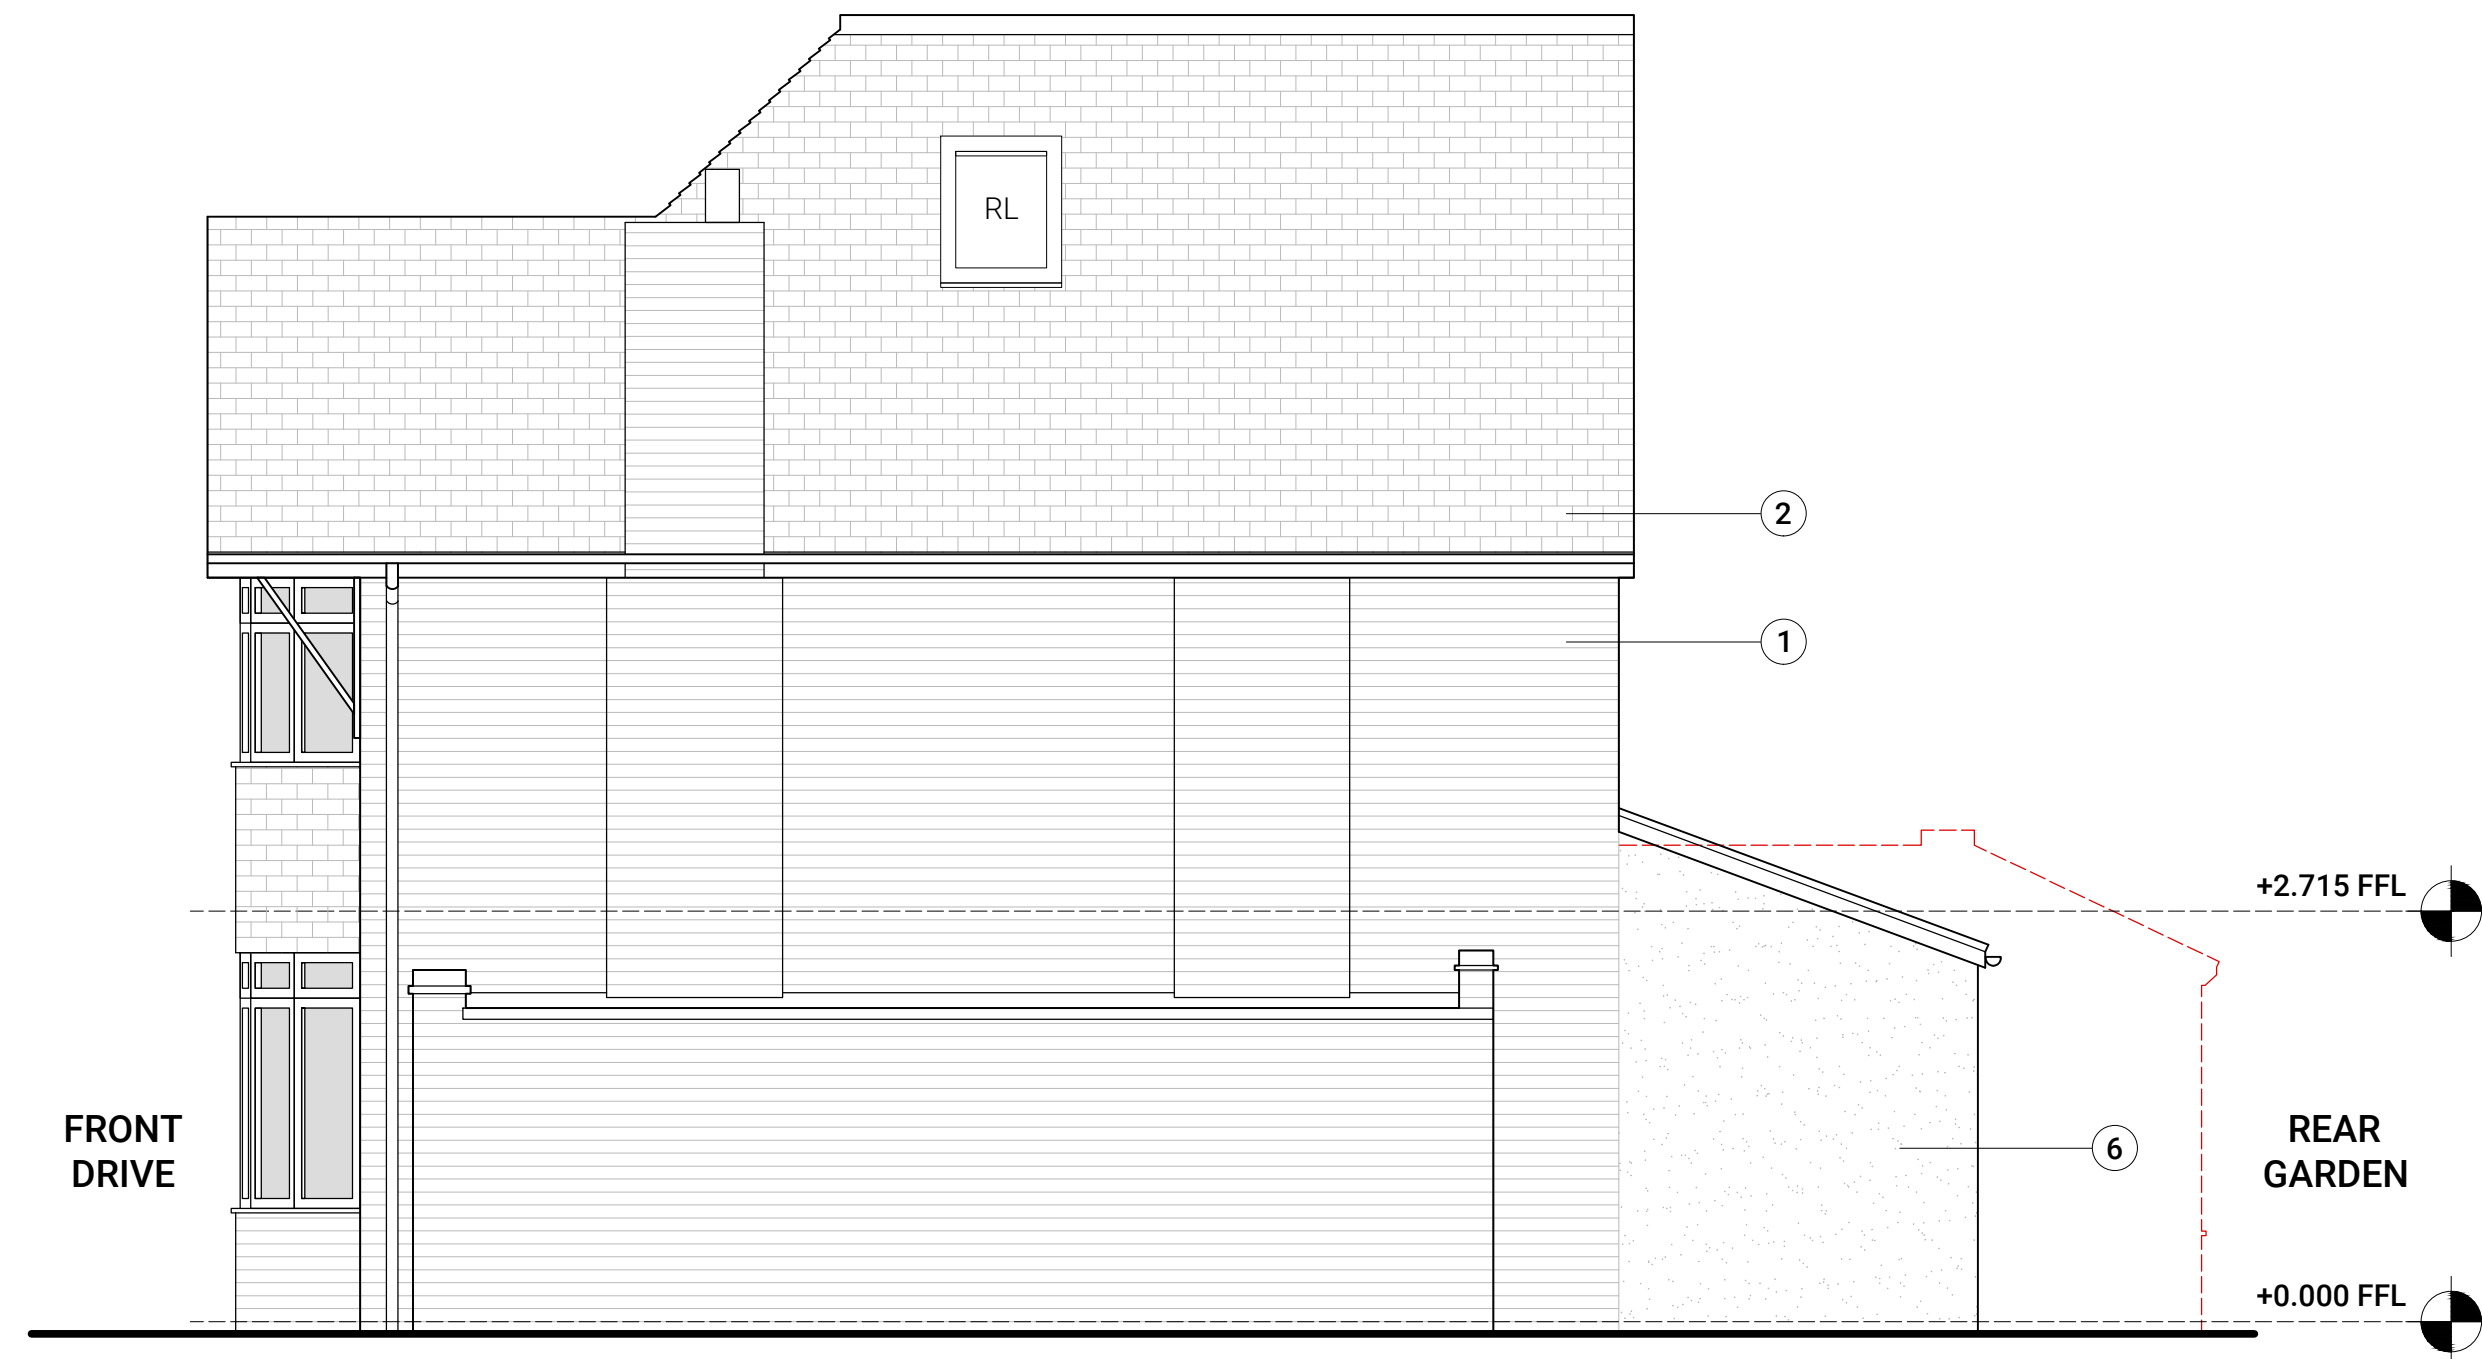 RL
2
1
+2.715 FFL
FRONT
DRIVE
6
REAR
GARDEN
+0.000 FFL